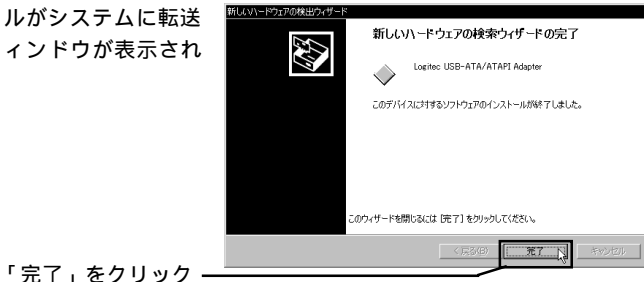 ルがシステムに転送
ィンドウが表示され
新しいハードウェアの検出ウィザード
新しいハードウェアの検索ウィザードの完了
Logitec USB-ATA/ATAPI Adapter
このデバイスに対するソフトウェアのインストールが終了しました。
このウィザードを閉じるには [完了] をクリックしてください。
< 戻る(B)
完了
キャンセル
「完了」をクリック